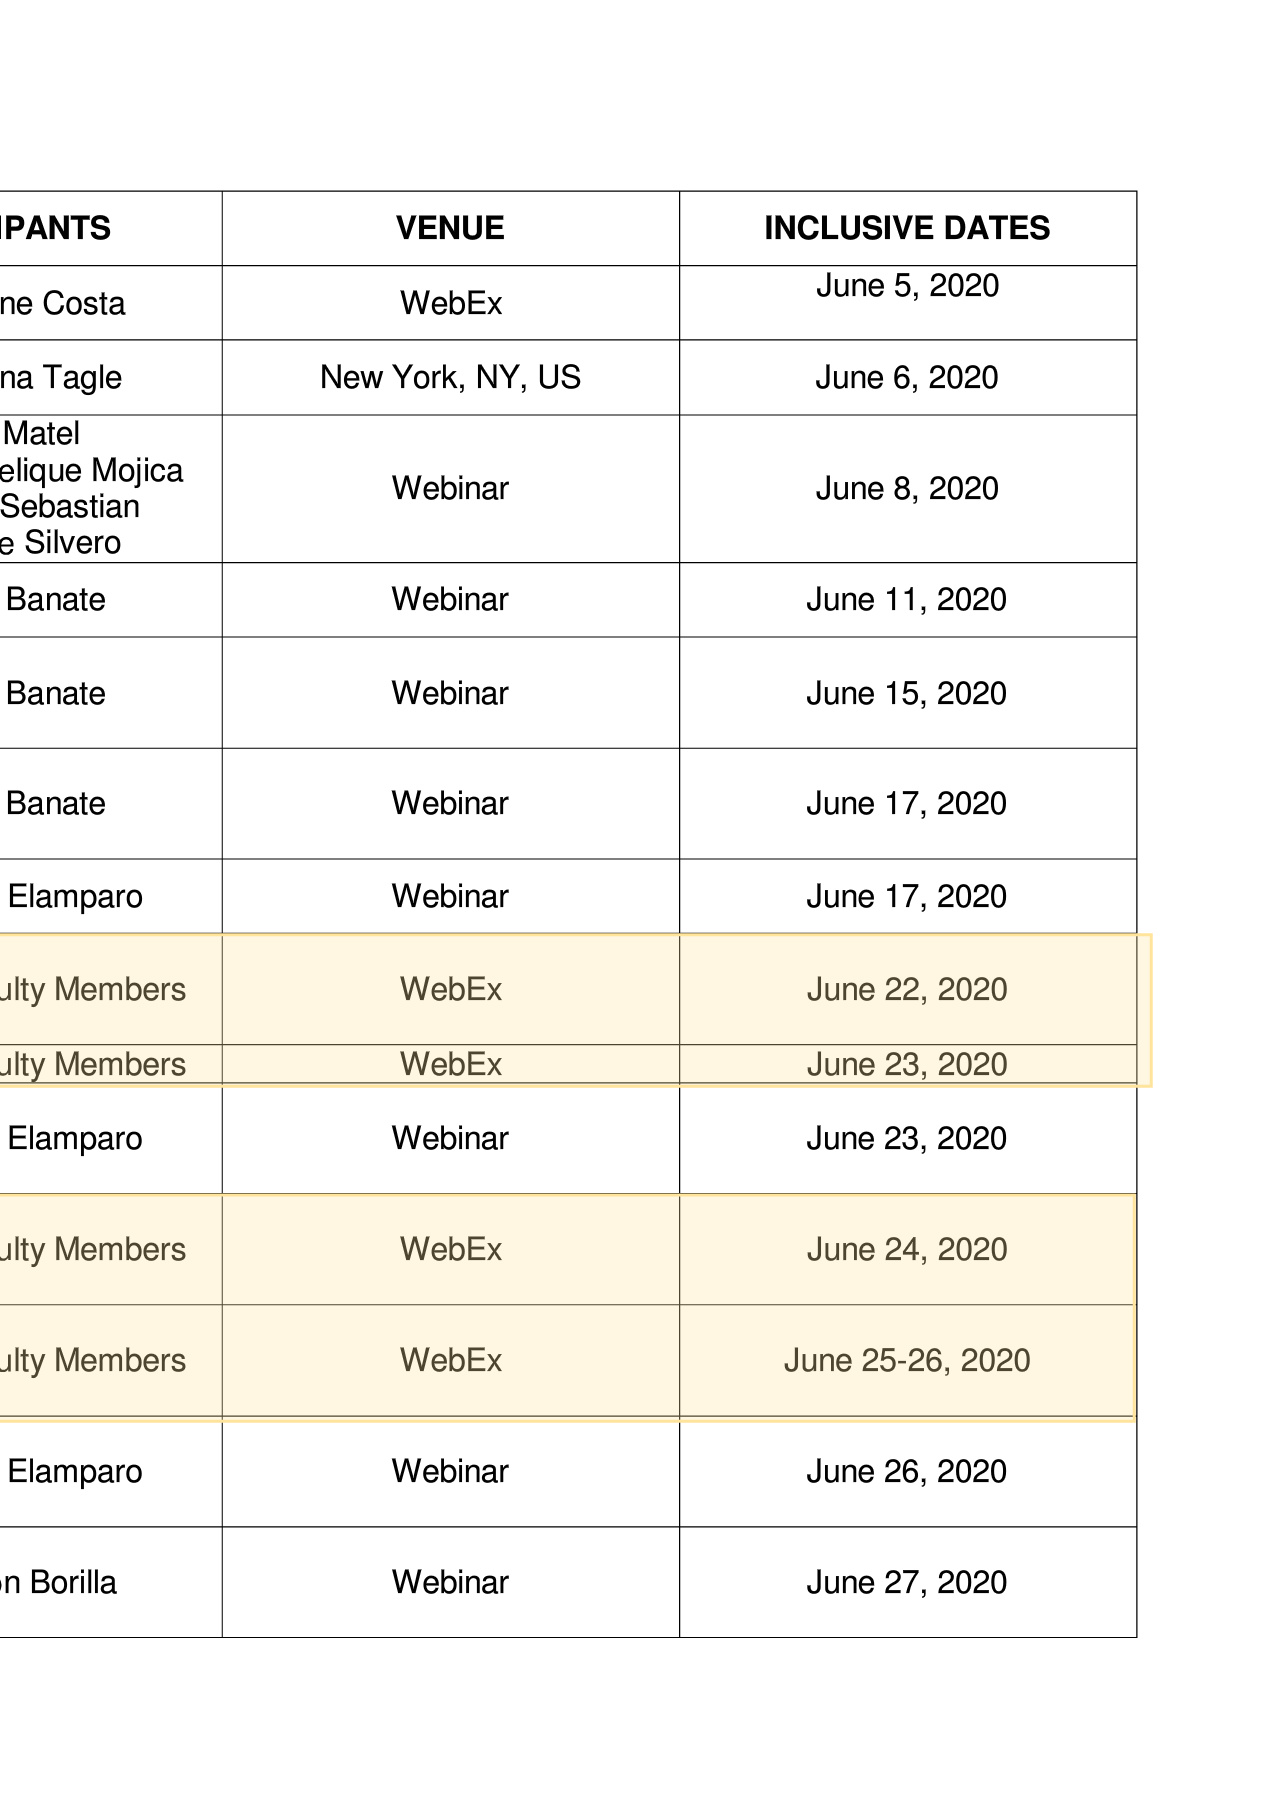 IPANTS VENUE INCLUSIVE DATES
ne Costa WebEx June 5, 2020
na Tagle New York, NY, US June 6, 2020
Matel
elique Mojica
Sebastian
e Silvero
Webinar June 8, 2020
Banate Webinar June 11, 2020
Banate Webinar June 15, 2020
Banate Webinar June 17, 2020
Elamparo Webinar June 17, 2020
ulty Members WebEx June 22, 2020
ulty Members WebEx June 23, 2020
Elamparo Webinar June 23, 2020
ulty Members WebEx June 24, 2020
ulty Members WebEx June 25-26, 2020
Elamparo Webinar June 26, 2020
on Borilla Webinar June 27, 2020